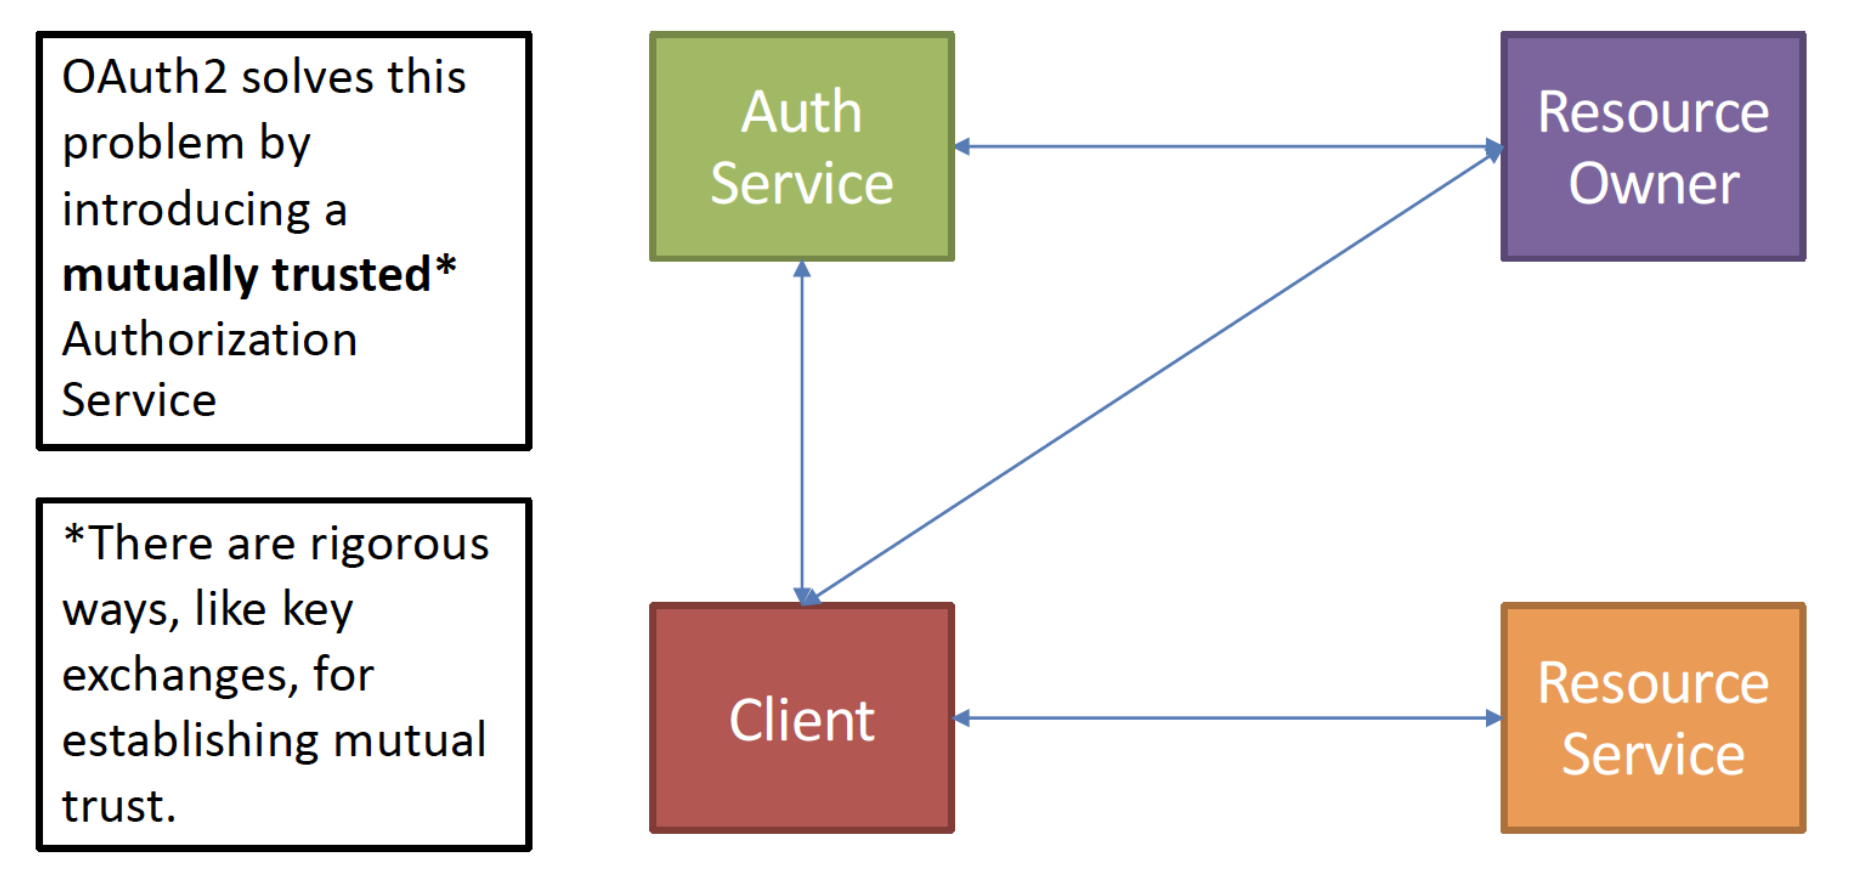 OAuth2 solves this
problem by
introducing a
mutually trusted*
Authorization
Service
*There are rigorous
ways, like key
exchanges, for
establishing mutual
trust.
Auth
Service
Resource
Owner
Client
Resource
Service